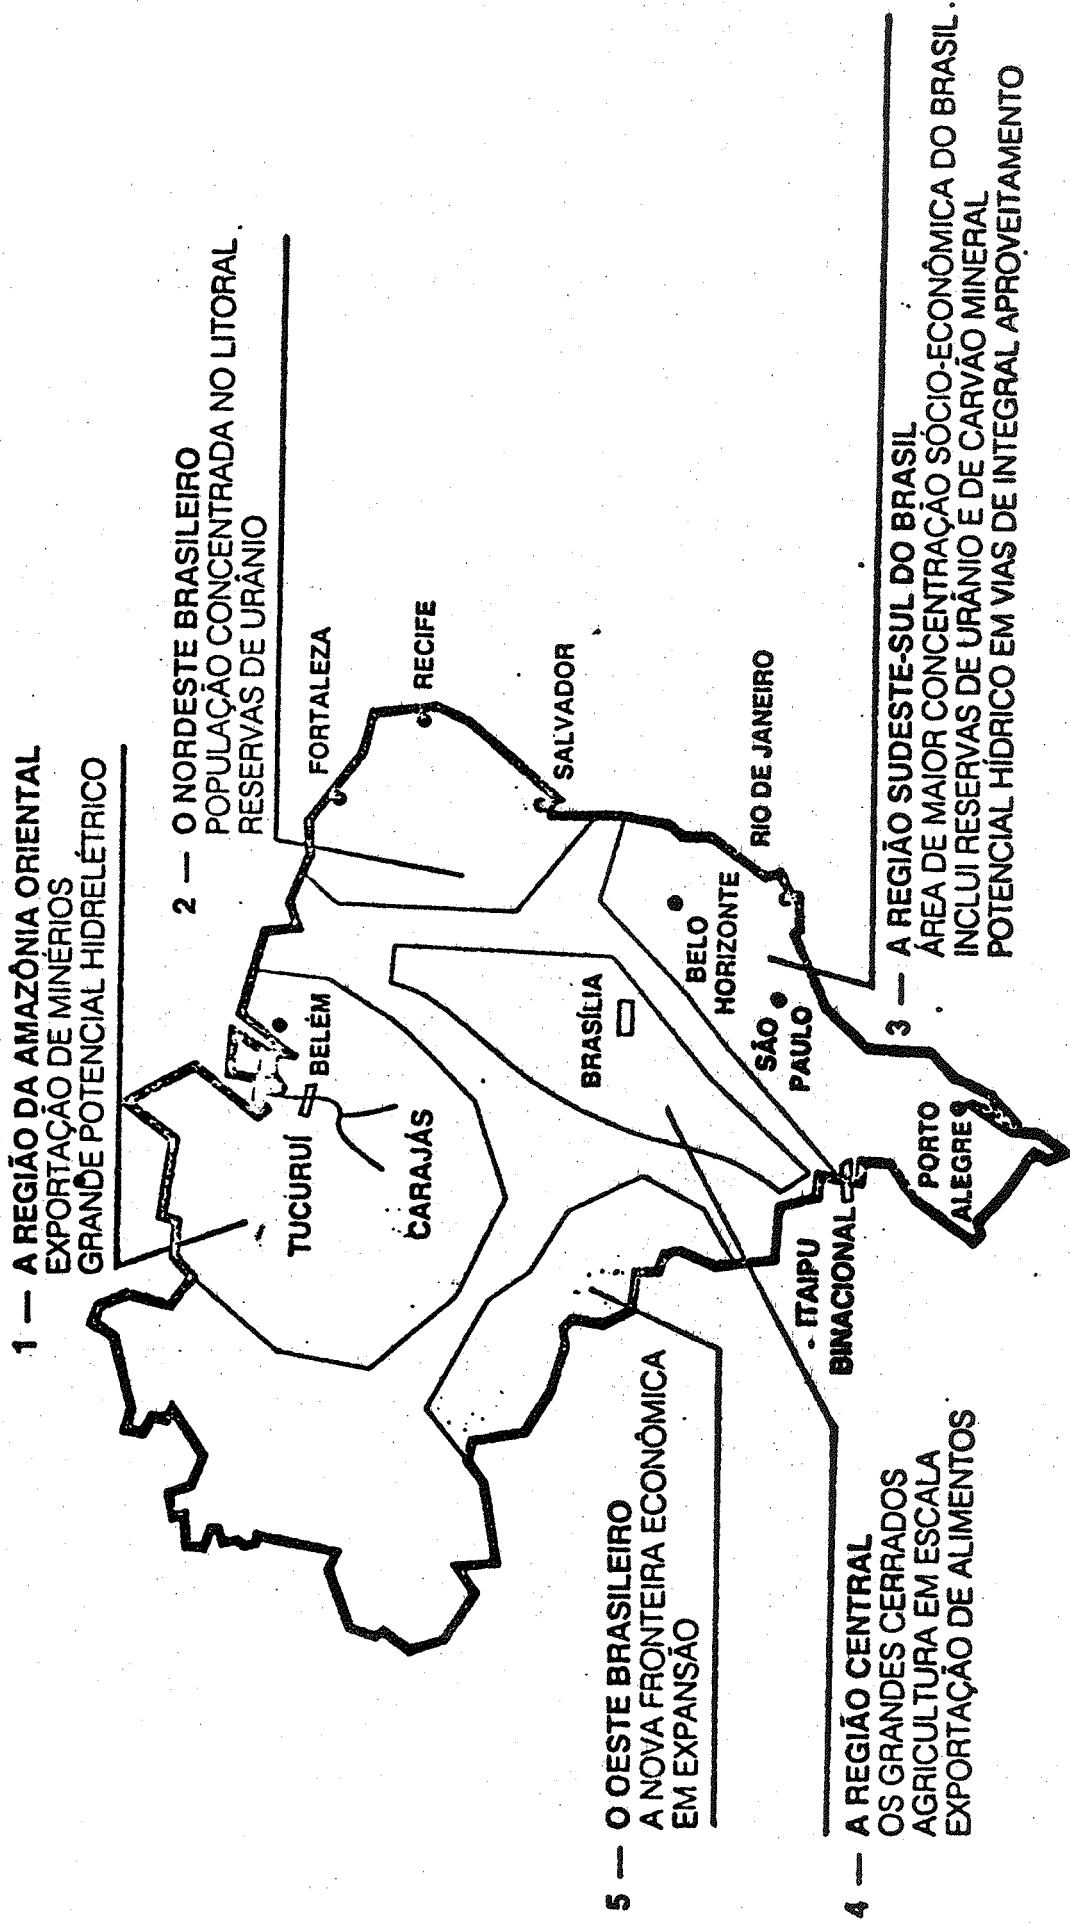 1 — A REGIÃO DA AMAZÔNIA ORIENTAL
EXPORTAÇÃO DE MINÉRIOS
GRANDE POTENCIAL HIDRELÉTRICO
2 — O NORDESTE BRASILEIRO
POPULAÇÃO CONCENTRADA NO LITORAL.
RESERVAS DE URÂNIO
FORTALEZA
RECIFE
SALVADOR
RIO DE JANEIRO
BELÉM
TUCURUÍ
CARAJÁS
BRASÍLIA
BELO
HORIZONTE
SÃO
PAULO
PORTO
ALEGRE
- ITAIPU
BINACIONAL
5 — O OESTE BRASILEIRO
A NOVA FRONTEIRA ECONÔMICA
EM EXPANSÃO
4 — A REGIÃO CENTRAL
OS GRANDES CERRADOS
AGRICULTURA EM ESCALA
EXPORTAÇÃO DE ALIMENTOS
3 — A REGIÃO SUDESTE-SUL DO BRASIL
ÁREA DE MAIOR CONCENTRAÇÃO SÓCIO-ECONÔMICA DO BRASIL.
INCLUI RESERVAS DE URÂNIO E DE CARVÃO MINERAL
POTENCIAL HÍDRICO EM VIAS DE INTEGRAL APROVEITAMENTO